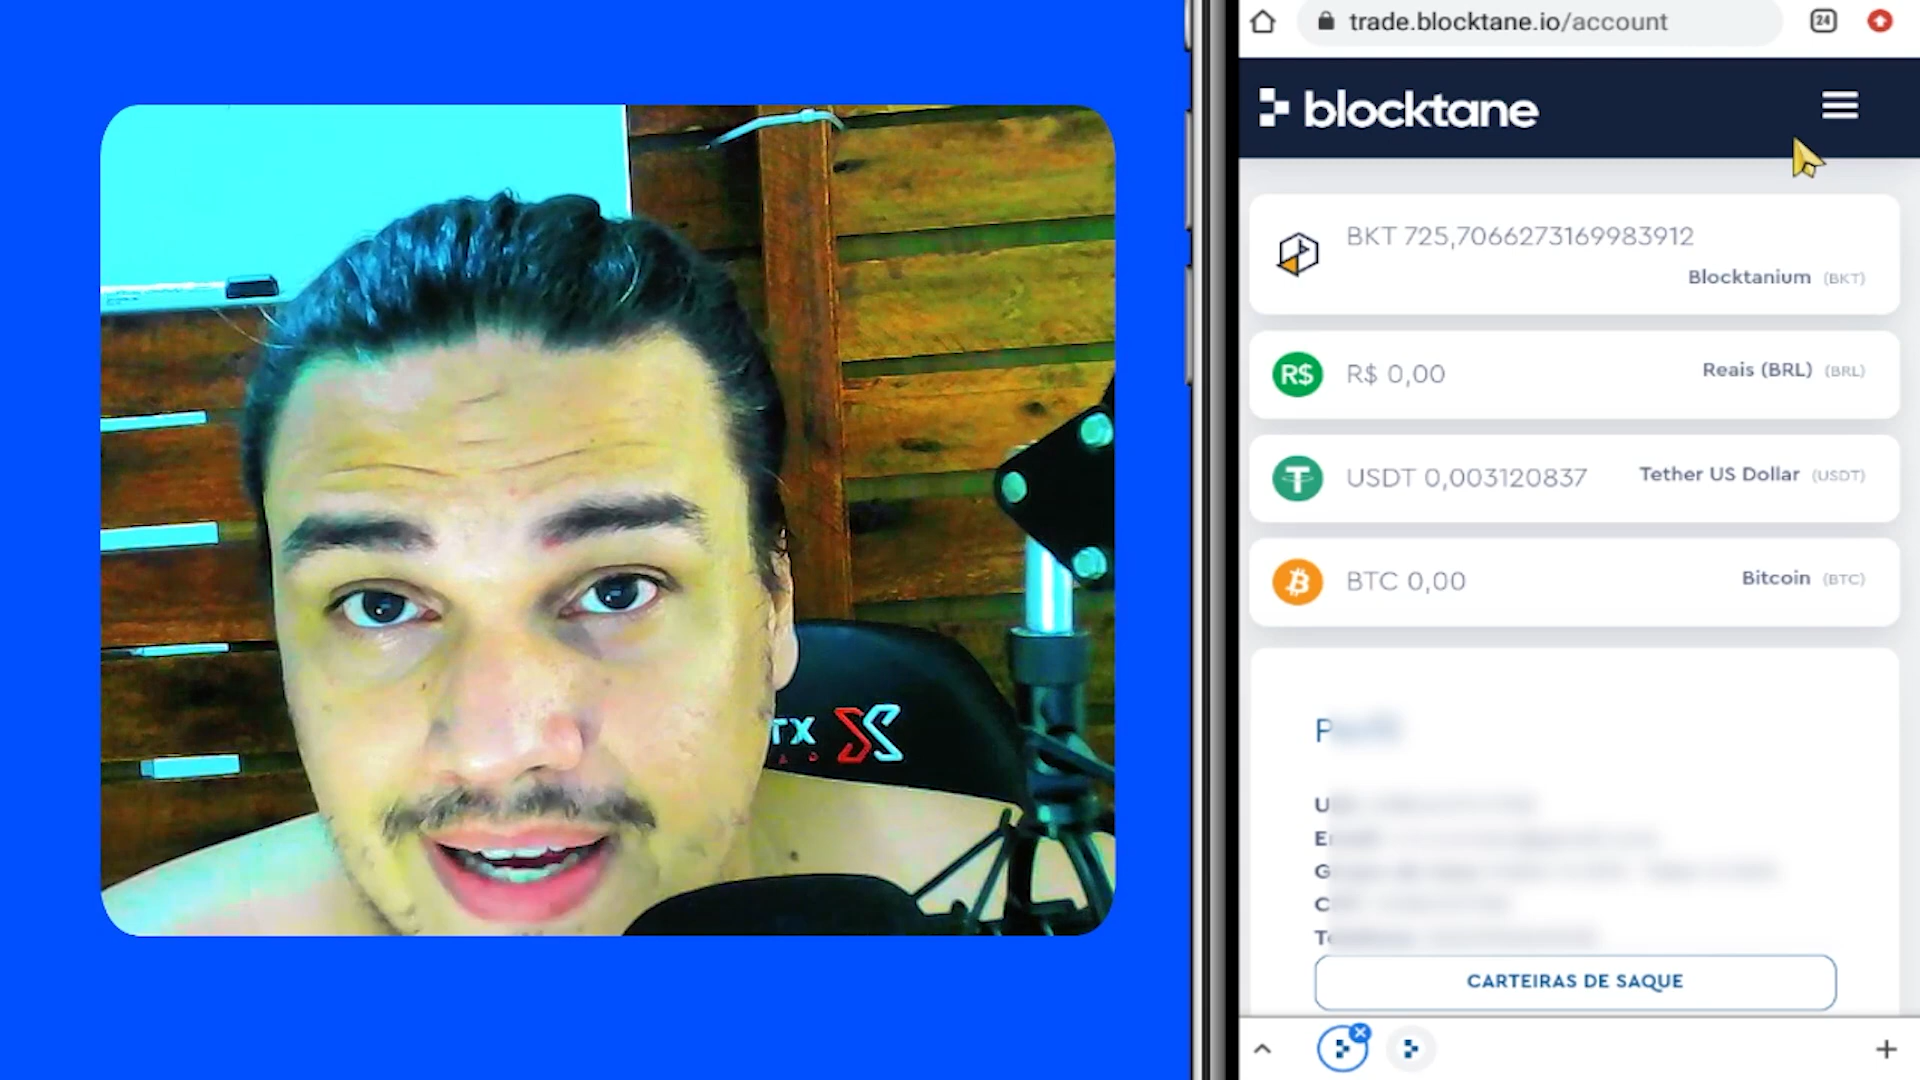 trade.blocktane.io/account
24
blocktane
BKT 725,7066273169983912
Blocktanium (BKT)
R$
R$ 0,00
Reais (BRL) (BRL)
USDT 0,003120837
Tether US Dollar (USDT)
BTC 0,00
Bitcoin (BTC)
TX
CARTEIRAS DE SAQUE